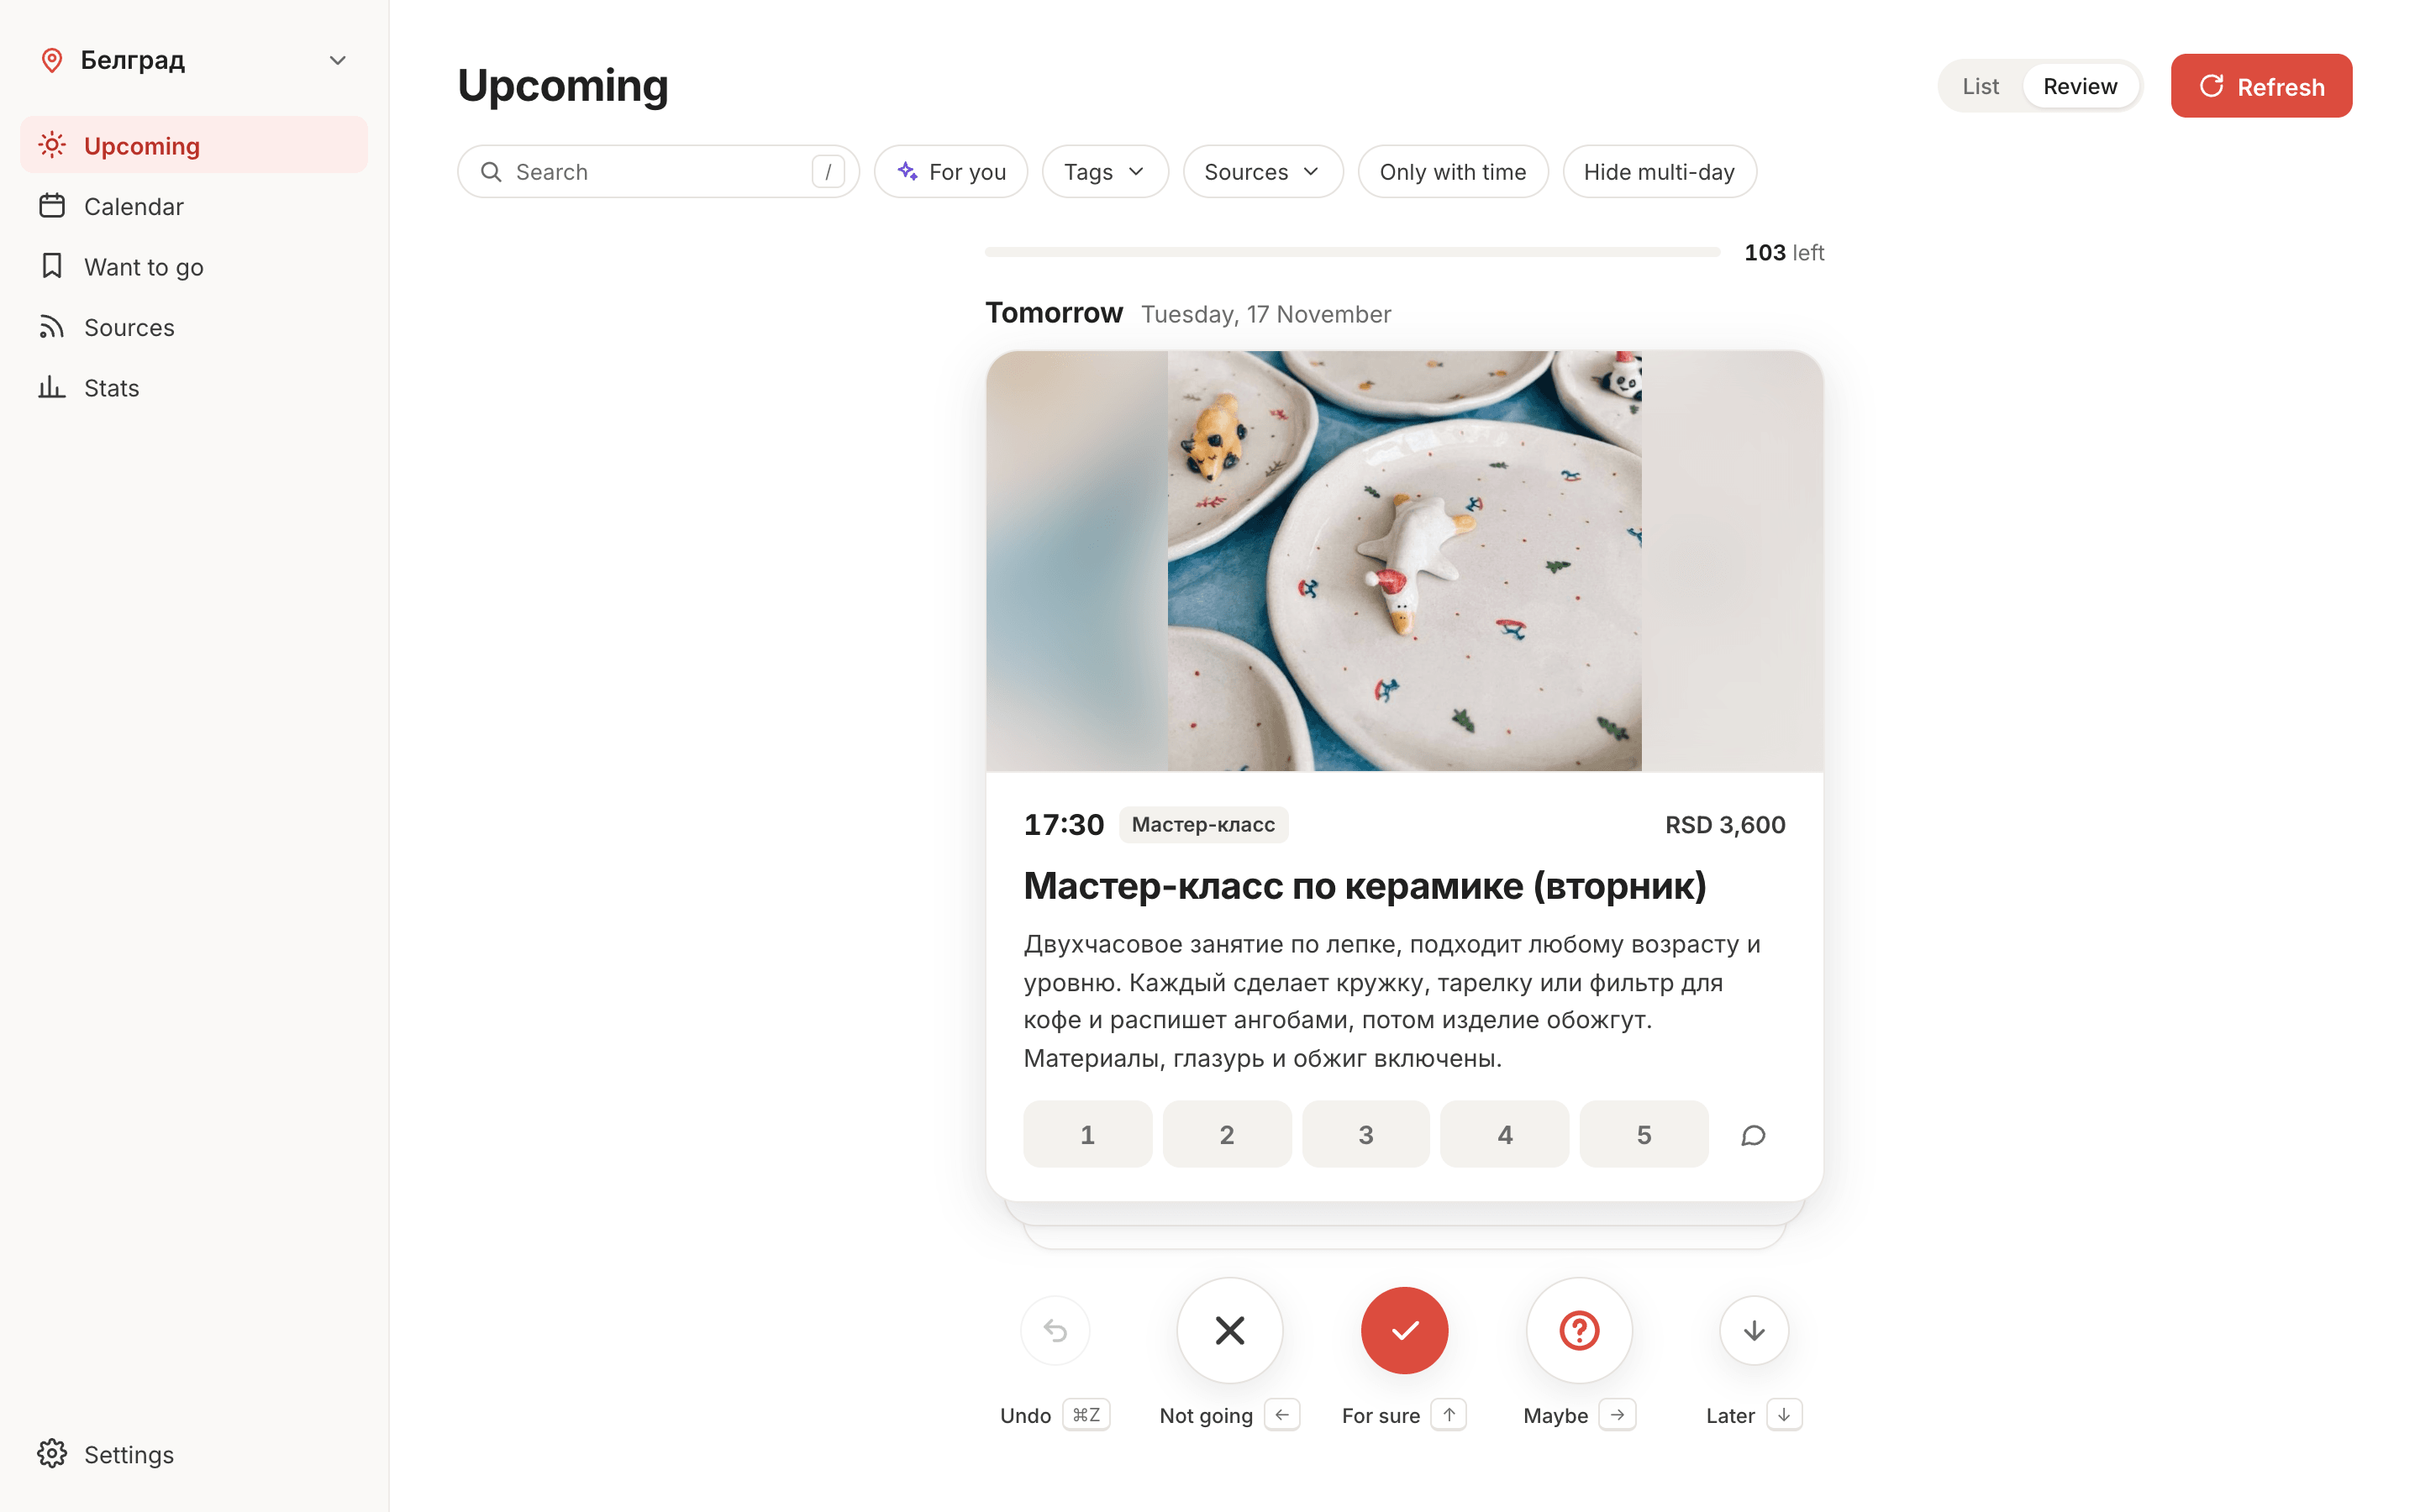 Белград
Upcoming
Calendar
Want to go
Sources
Stats
Settings
Upcoming
List
Review
Refresh
Search
/
For you
Tags
Sources
Only with time
Hide multi-day
103 left
Tomorrow Tuesday, 17 November
17:30 Мастер-класс RSD 3,600
Мастер-класс по керамике (вторник)
Двухчасовое занятие по лепке, подходит любому возрасту и
уровню. Каждый сделает кружку, тарелку или фильтр для
кофе и распишет ангобами, потом изделие обожгут.
Материалы, глазурь и обжиг включены.
1 2 3 4 5
Undo ⌘Z
Not going ←
For sure ↑
Maybe →
Later ↓